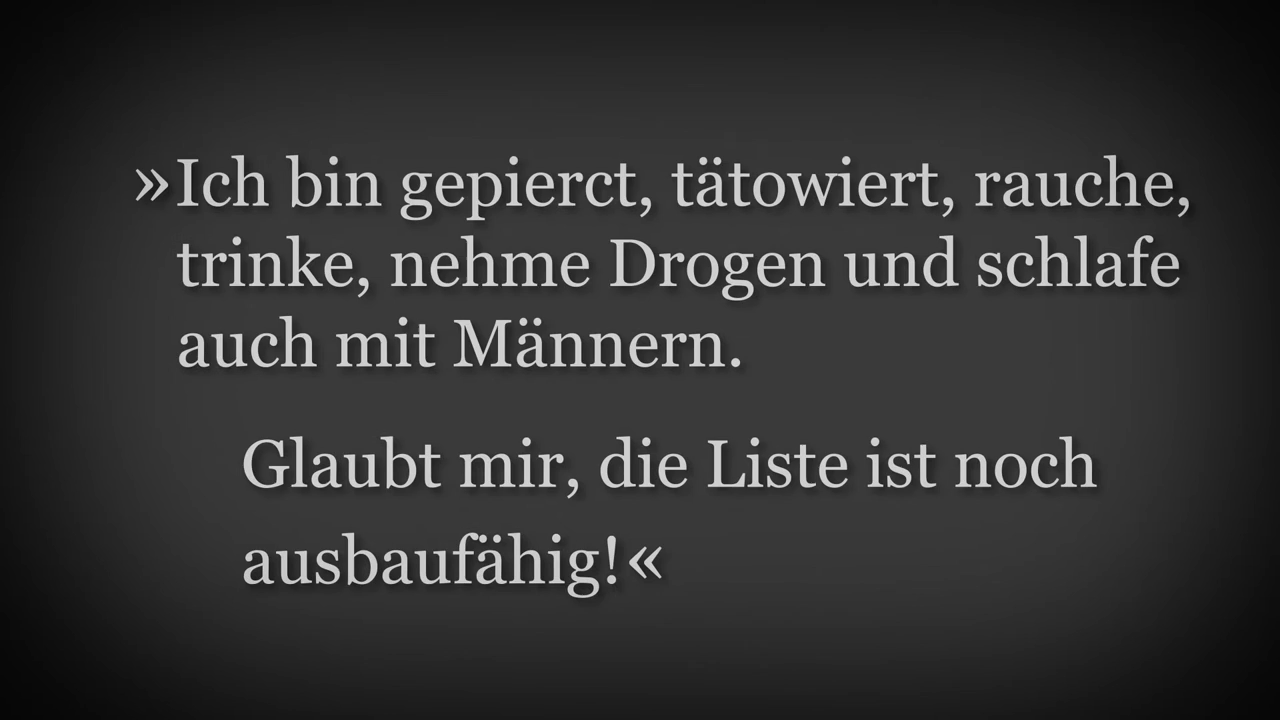 »Ich bin gepierct, tätowiert, rauche,
trinke, nehme Drogen und schlafe
auch mit Männern.
Glaubt mir, die Liste ist noch
ausbaufähig!«